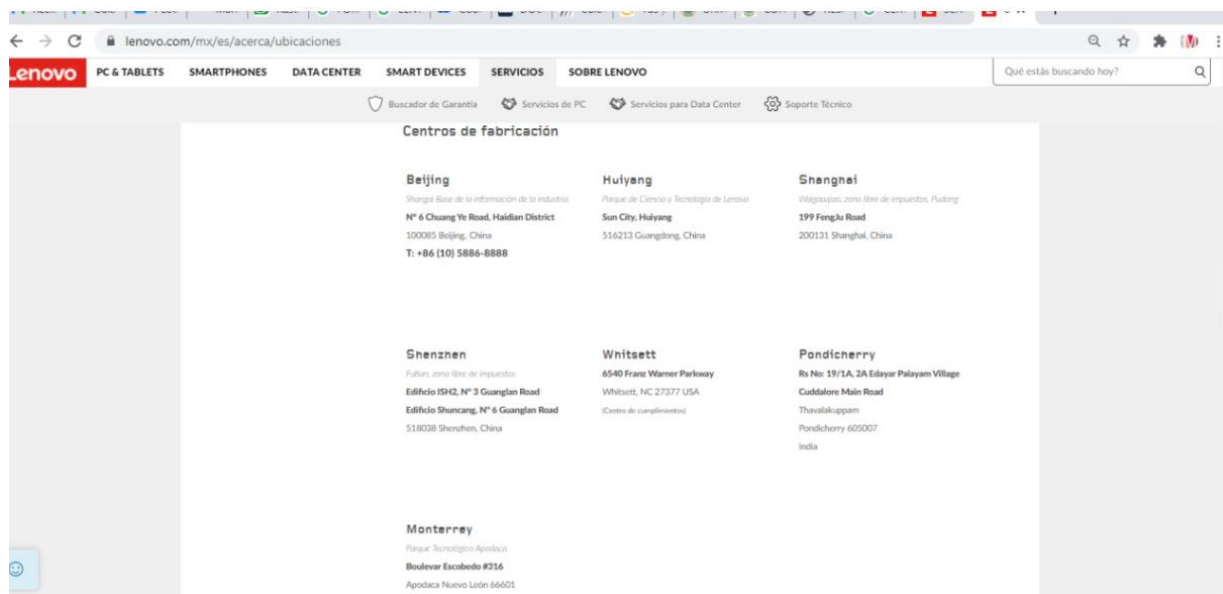 lenovo.com/mx/es/acerca/ubicaciones
Lenovo
PC & TABLETS SMARTPHONES DATA CENTER SMART DEVICES SERVICIOS SOBRE LENOVO
Qué estás buscando hoy?
Buscador de Garantía Servicios de PC Servicios para Data Center Soporte Técnico
Centros de fabricación
Beijing
Shangai Base de la información de la industria
N° 6 Chuang Ye Road, Haidian District
100085 Beijing, China
T: +86 (10) 5886-8888
Huiyang
Parque de Ciencia y Tecnología de Lenovo
Sun City, Huiyang
516213 Guangdong, China
Shanghai
zona libre de impuestos, Pudong
199 FengJu Road
200131 Shanghai, China
Shenzhen
zona libre de impuestos
Edificio ISH2, N° 3 Guanglan Road
Edificio Shuncang, N° 6 Guanglan Road
518038 Shenzhen, China
Whitsett
6540 Franz Warner Parkway
Whitsett, NC 27377 USA
(Centro de cumplimientos)
Pondicherry
Rs No: 19/1A, 2A Edayar Palayam Village
Cuddalore Main Road
Thavalakuppam
Pondicherry 605007
India
Monterrey
Parque Tecnológico Apodaca
Boulevar Escobedo #316
Apodaca Nuevo León 66601